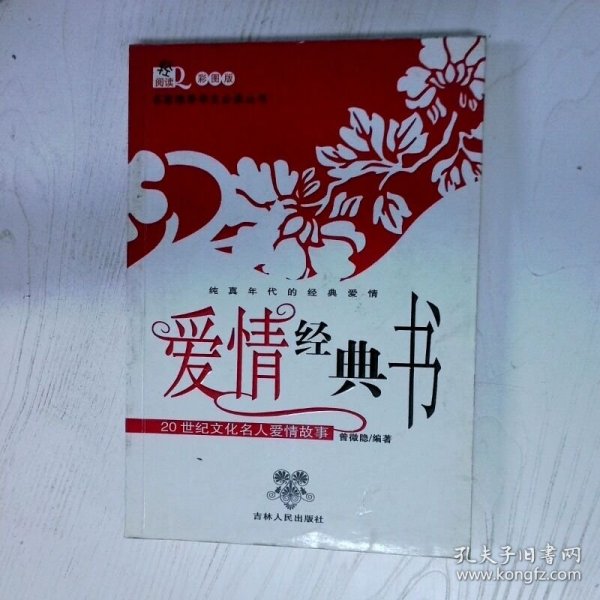 阅读
彩图版
纯真年代的经典爱情
爱情经典书
20世纪文化名人爱情故事
曾微隐/编著
吉林人民出版社
孔夫子旧书网
www.kongfz.com